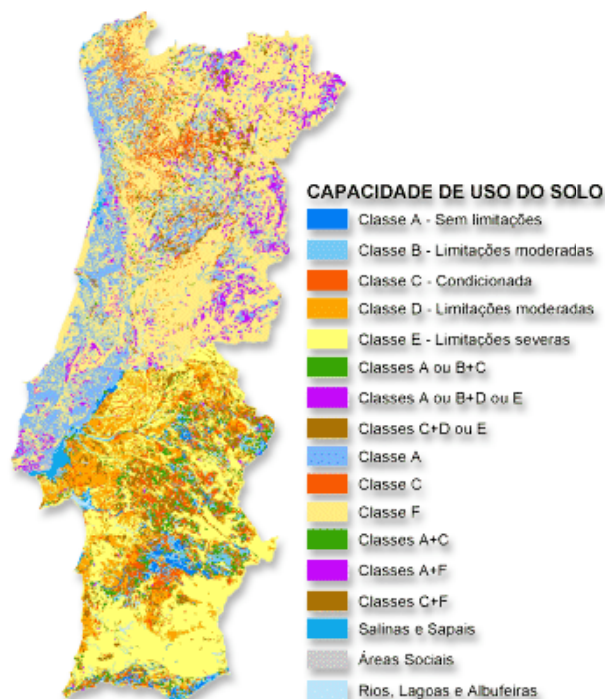 CAPACIDADE DE USO DO SOLO
Classe A - Sem limitações
Classe B - Limitações moderadas
Classe C - Condicionada
Classe D - Limitações moderadas
Classe E - Limitações severas
Classes A ou B+C
Classes A ou B+D ou E
Classes C+D ou E
Classe A
Classe C
Classe F
Classes A+C
Classes A+F
Classes C+F
Salinas e Sapais
Áreas Sociais
Rios, Lagoas e Albufeiras